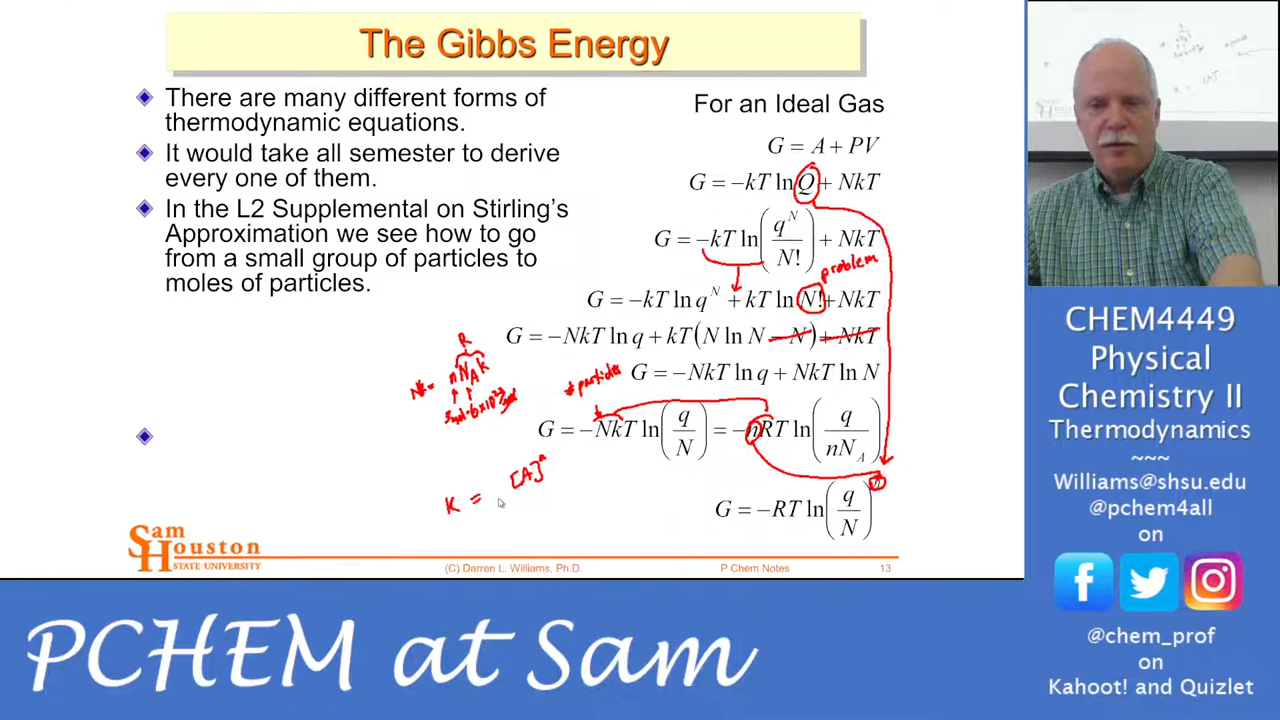 The Gibbs Energy
There are many different forms of
thermodynamic equations.
It would take all semester to derive
every one of them.
In the L2 Supplemental on Stirling’s
Approximation we see how to go
from a small group of particles to
moles of particles.
For an Ideal Gas
G = A + PV
G = −kT ln Q + NkT
G = −kT ln(q^N / N!) + NkT
problem
G = −kT ln q^N + kT ln N! + NkT
G = −NkT ln q + kT(N ln N − N) + NkT
R
Nk = nN_A k
# particles
G = −NkT ln q + NkT ln N
G = −NkT ln(q / N) = −nRT ln(q / nN_A)
K = [A]^a
G = −RT ln(q / N)^n
Sam
Houston
STATE UNIVERSITY
(C) Darren L. Williams, Ph.D.
P Chem Notes
13
CHEM4449
Physical
Chemistry II
Thermodynamics
~~~
Williams@shsu.edu
@pchem4all
on
@chem_prof
on
Kahoot! and Quizlet
PCHEM at Sam